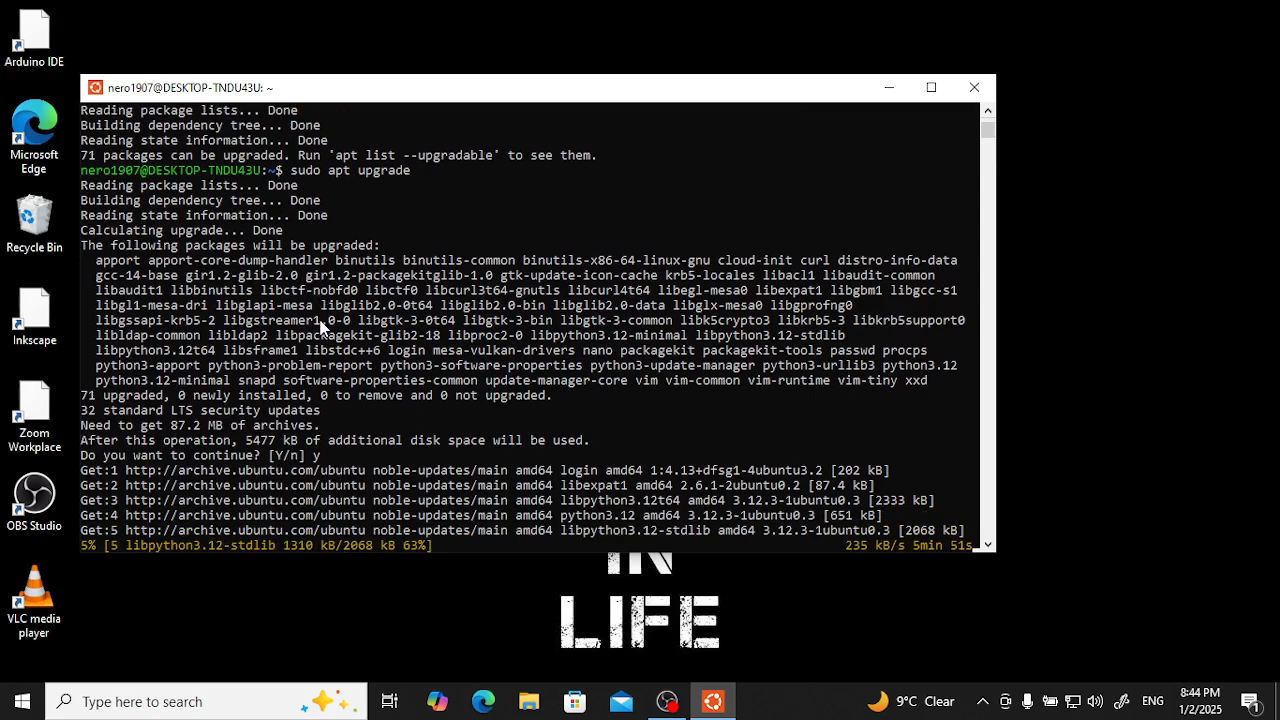 Arduino IDE
Microsoft
Edge
Recycle Bin
Inkscape
Zoom
Workplace
OBS Studio
VLC media
player
nero1907@DESKTOP-TNDU43U: ~
Reading package lists... Done
Building dependency tree... Done
Reading state information... Done
71 packages can be upgraded. Run 'apt list --upgradable' to see them.
nero1907@DESKTOP-TNDU43U:~$ sudo apt upgrade
Reading package lists... Done
Building dependency tree... Done
Reading state information... Done
Calculating upgrade... Done
The following packages will be upgraded:
apport apport-core-dump-handler binutils binutils-common binutils-x86-64-linux-gnu cloud-init curl distro-info-data
gcc-14-base gir1.2-glib-2.0 gir1.2-packagekitglib-1.0 gtk-update-icon-cache krb5-locales libacl1 libaudit-common
libaudit1 libbinutils libctf-nobfd0 libctf0 libcurl3t64-gnutls libcurl4t64 libegl-mesa0 libexpat1 libgbm1 libgcc-s1
libgl1-mesa-dri libglapi-mesa libglib2.0-0t64 libglib2.0-bin libglib2.0-data libglx-mesa0 libgprofng0
libgssapi-krb5-2 libgstreamer1.0-0 libgtk-3-0t64 libgtk-3-bin libgtk-3-common libk5crypto3 libkrb5-3 libkrb5support0
libldap-common libldap2 libpackagekit-glib2-18 libproc2-0 libpython3.12-minimal libpython3.12-stdlib
libpython3.12t64 libsframe1 libstdc++6 login mesa-vulkan-drivers nano packagekit packagekit-tools passwd procps
python3-apport python3-problem-report python3-software-properties python3-update-manager python3-urllib3 python3.12
python3.12-minimal snapd software-properties-common update-manager-core vim vim-common vim-runtime vim-tiny xxd
71 upgraded, 0 newly installed, 0 to remove and 0 not upgraded.
32 standard LTS security updates
Need to get 87.2 MB of archives.
After this operation, 5477 kB of additional disk space will be used.
Do you want to continue? [Y/n] y
Get:1 http://archive.ubuntu.com/ubuntu noble-updates/main amd64 login amd64 1:4.13+dfsg1-4ubuntu3.2 [202 kB]
Get:2 http://archive.ubuntu.com/ubuntu noble-updates/main amd64 libexpat1 amd64 2.6.1-2ubuntu0.2 [87.4 kB]
Get:3 http://archive.ubuntu.com/ubuntu noble-updates/main amd64 libpython3.12t64 amd64 3.12.3-1ubuntu0.3 [2333 kB]
Get:4 http://archive.ubuntu.com/ubuntu noble-updates/main amd64 python3.12 amd64 3.12.3-1ubuntu0.3 [651 kB]
Get:5 http://archive.ubuntu.com/ubuntu noble-updates/main amd64 libpython3.12-stdlib amd64 3.12.3-1ubuntu0.3 [2068 kB]
5% [5 libpython3.12-stdlib 1310 kB/2068 kB 63%] 235 kB/s 5min 51s
IN
LIFE
Type here to search
9°C Clear
ENG
8:44 PM
1/2/2025
1